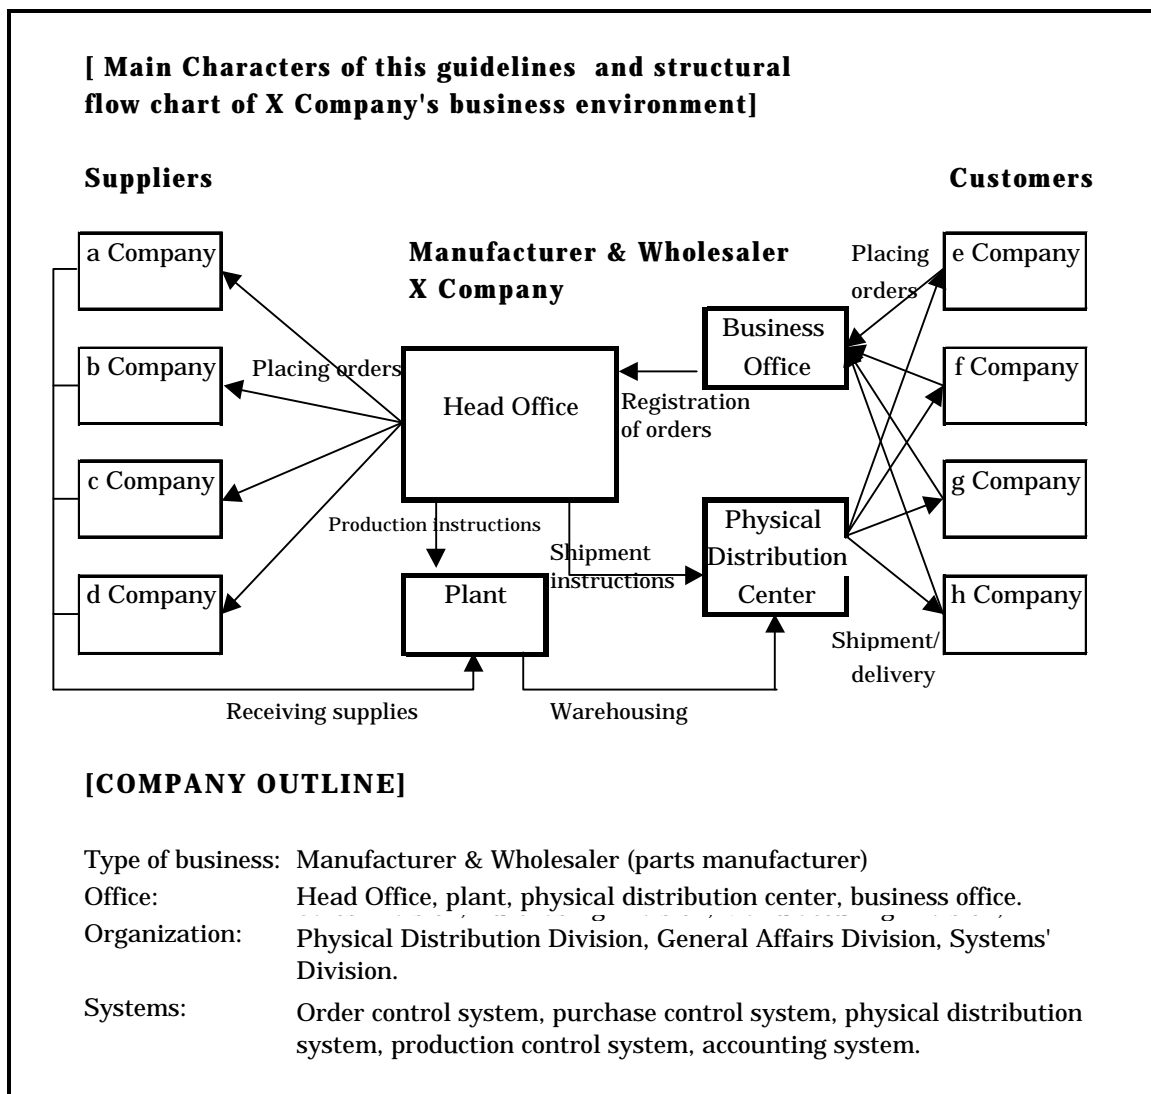 [ Main Characters of this guidelines and structural
flow chart of X Company's business environment]
Suppliers
Customers
Manufacturer & Wholesaler
X Company
a Company
b Company
c Company
d Company
Placing orders
Head Office
Business
Office
Registration
of orders
Placing
orders
e Company
f Company
g Company
h Company
Production instructions
Shipment
instructions
Plant
Physical
Distribution
Center
Shipment/
delivery
Receiving supplies
Warehousing
[COMPANY OUTLINE]
Type of business: Manufacturer & Wholesaler (parts manufacturer)
Office: Head Office, plant, physical distribution center, business office.
Organization:
Physical Distribution Division, General Affairs Division, Systems'
Division.
Systems: Order control system, purchase control system, physical distribution
system, production control system, accounting system.